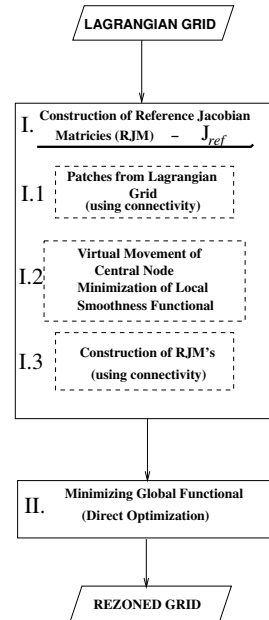 LAGRANGIAN GRID
I. Construction of Reference Jacobian
Matricies (RJM) – J_ref
I.1 Patches from Lagrangian
Grid
(using connectivity)
I.2 Virtual Movement of
Central Node
Minimization of Local
Smoothness Functional
I.3 Construction of RJM's
(using connectivity)
II. Minimizing Global Functional
(Direct Optimization)
REZONED GRID